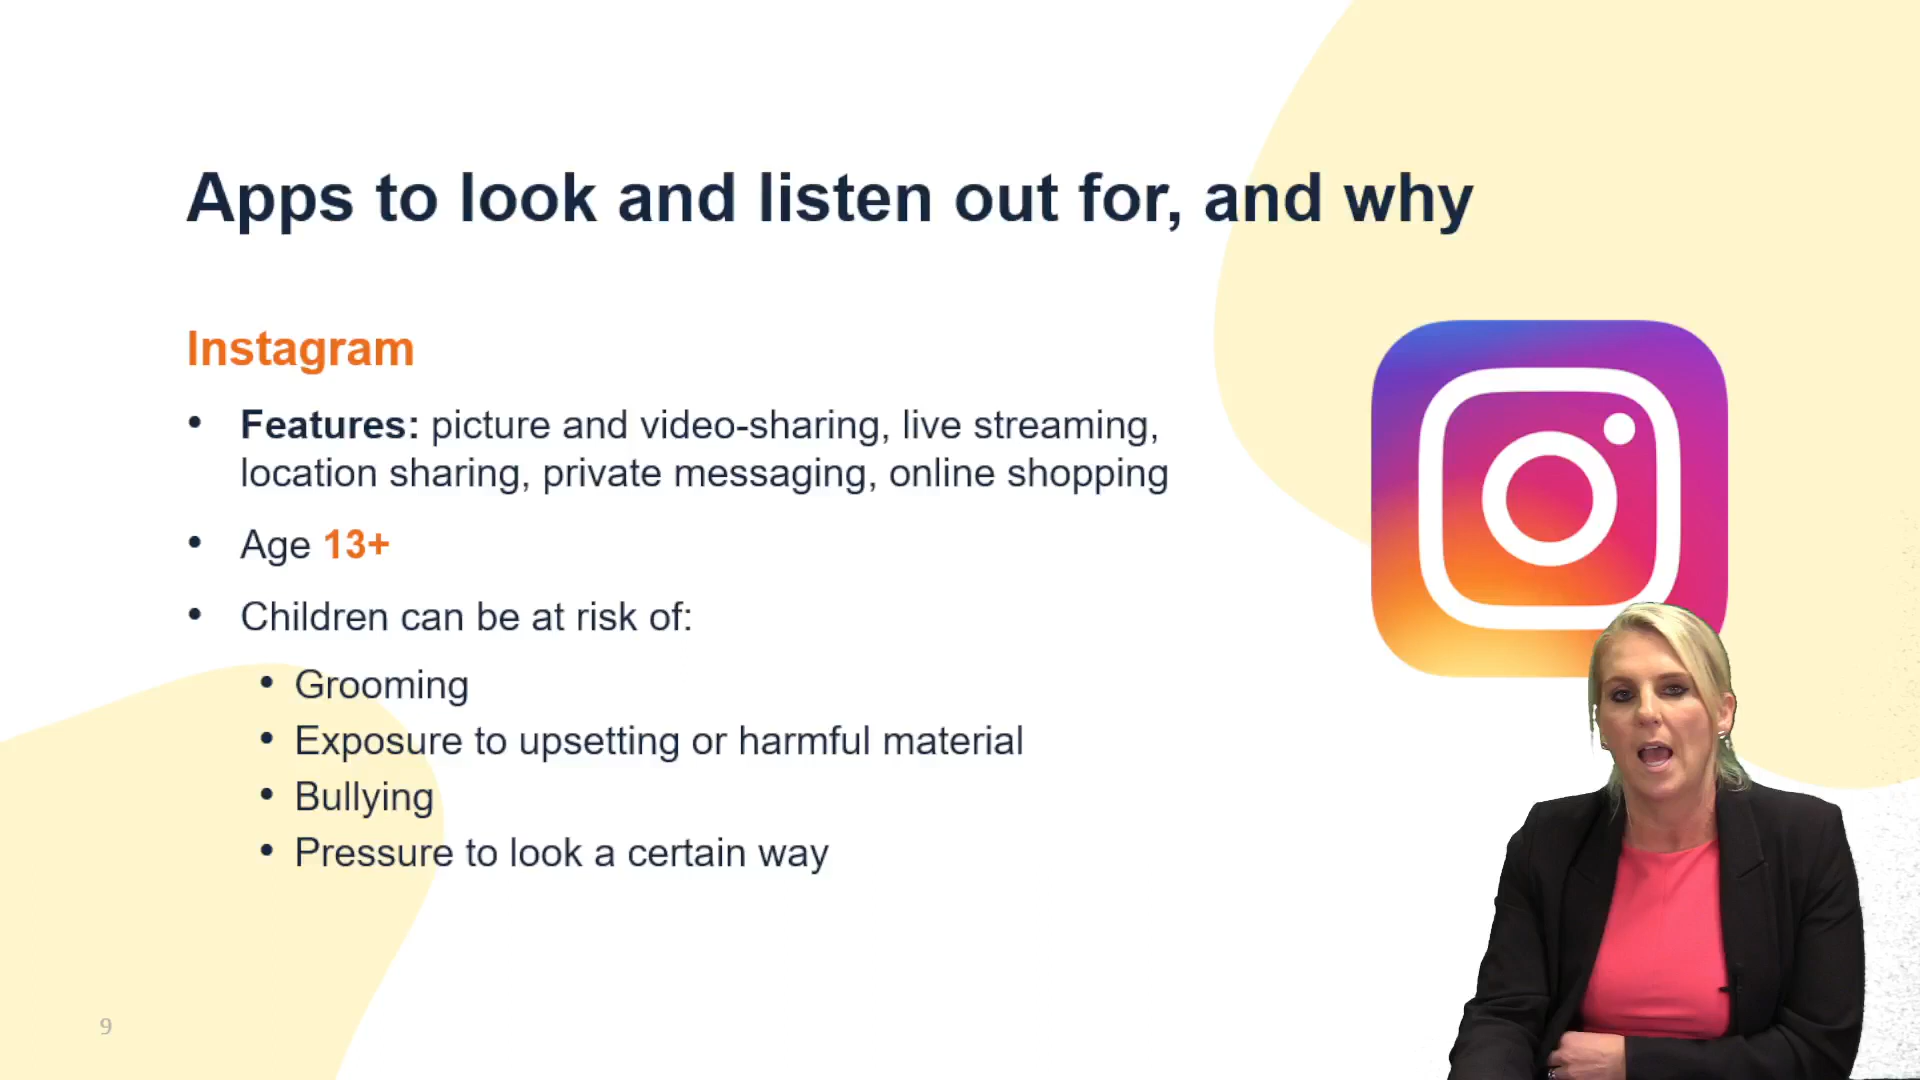 Apps to look and listen out for, and why
Instagram
• Features: picture and video-sharing, live streaming,
location sharing, private messaging, online shopping
• Age 13+
• Children can be at risk of:
• Grooming
• Exposure to upsetting or harmful material
• Bullying
• Pressure to look a certain way
9